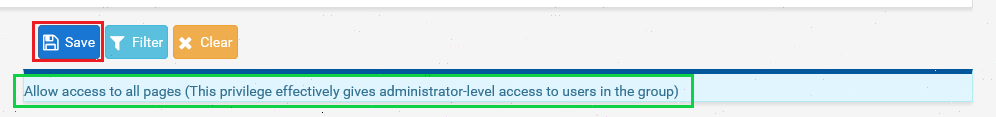 Save Filter Clear
Allow access to all pages (This privilege effectively gives administrator-level access to users in the group)